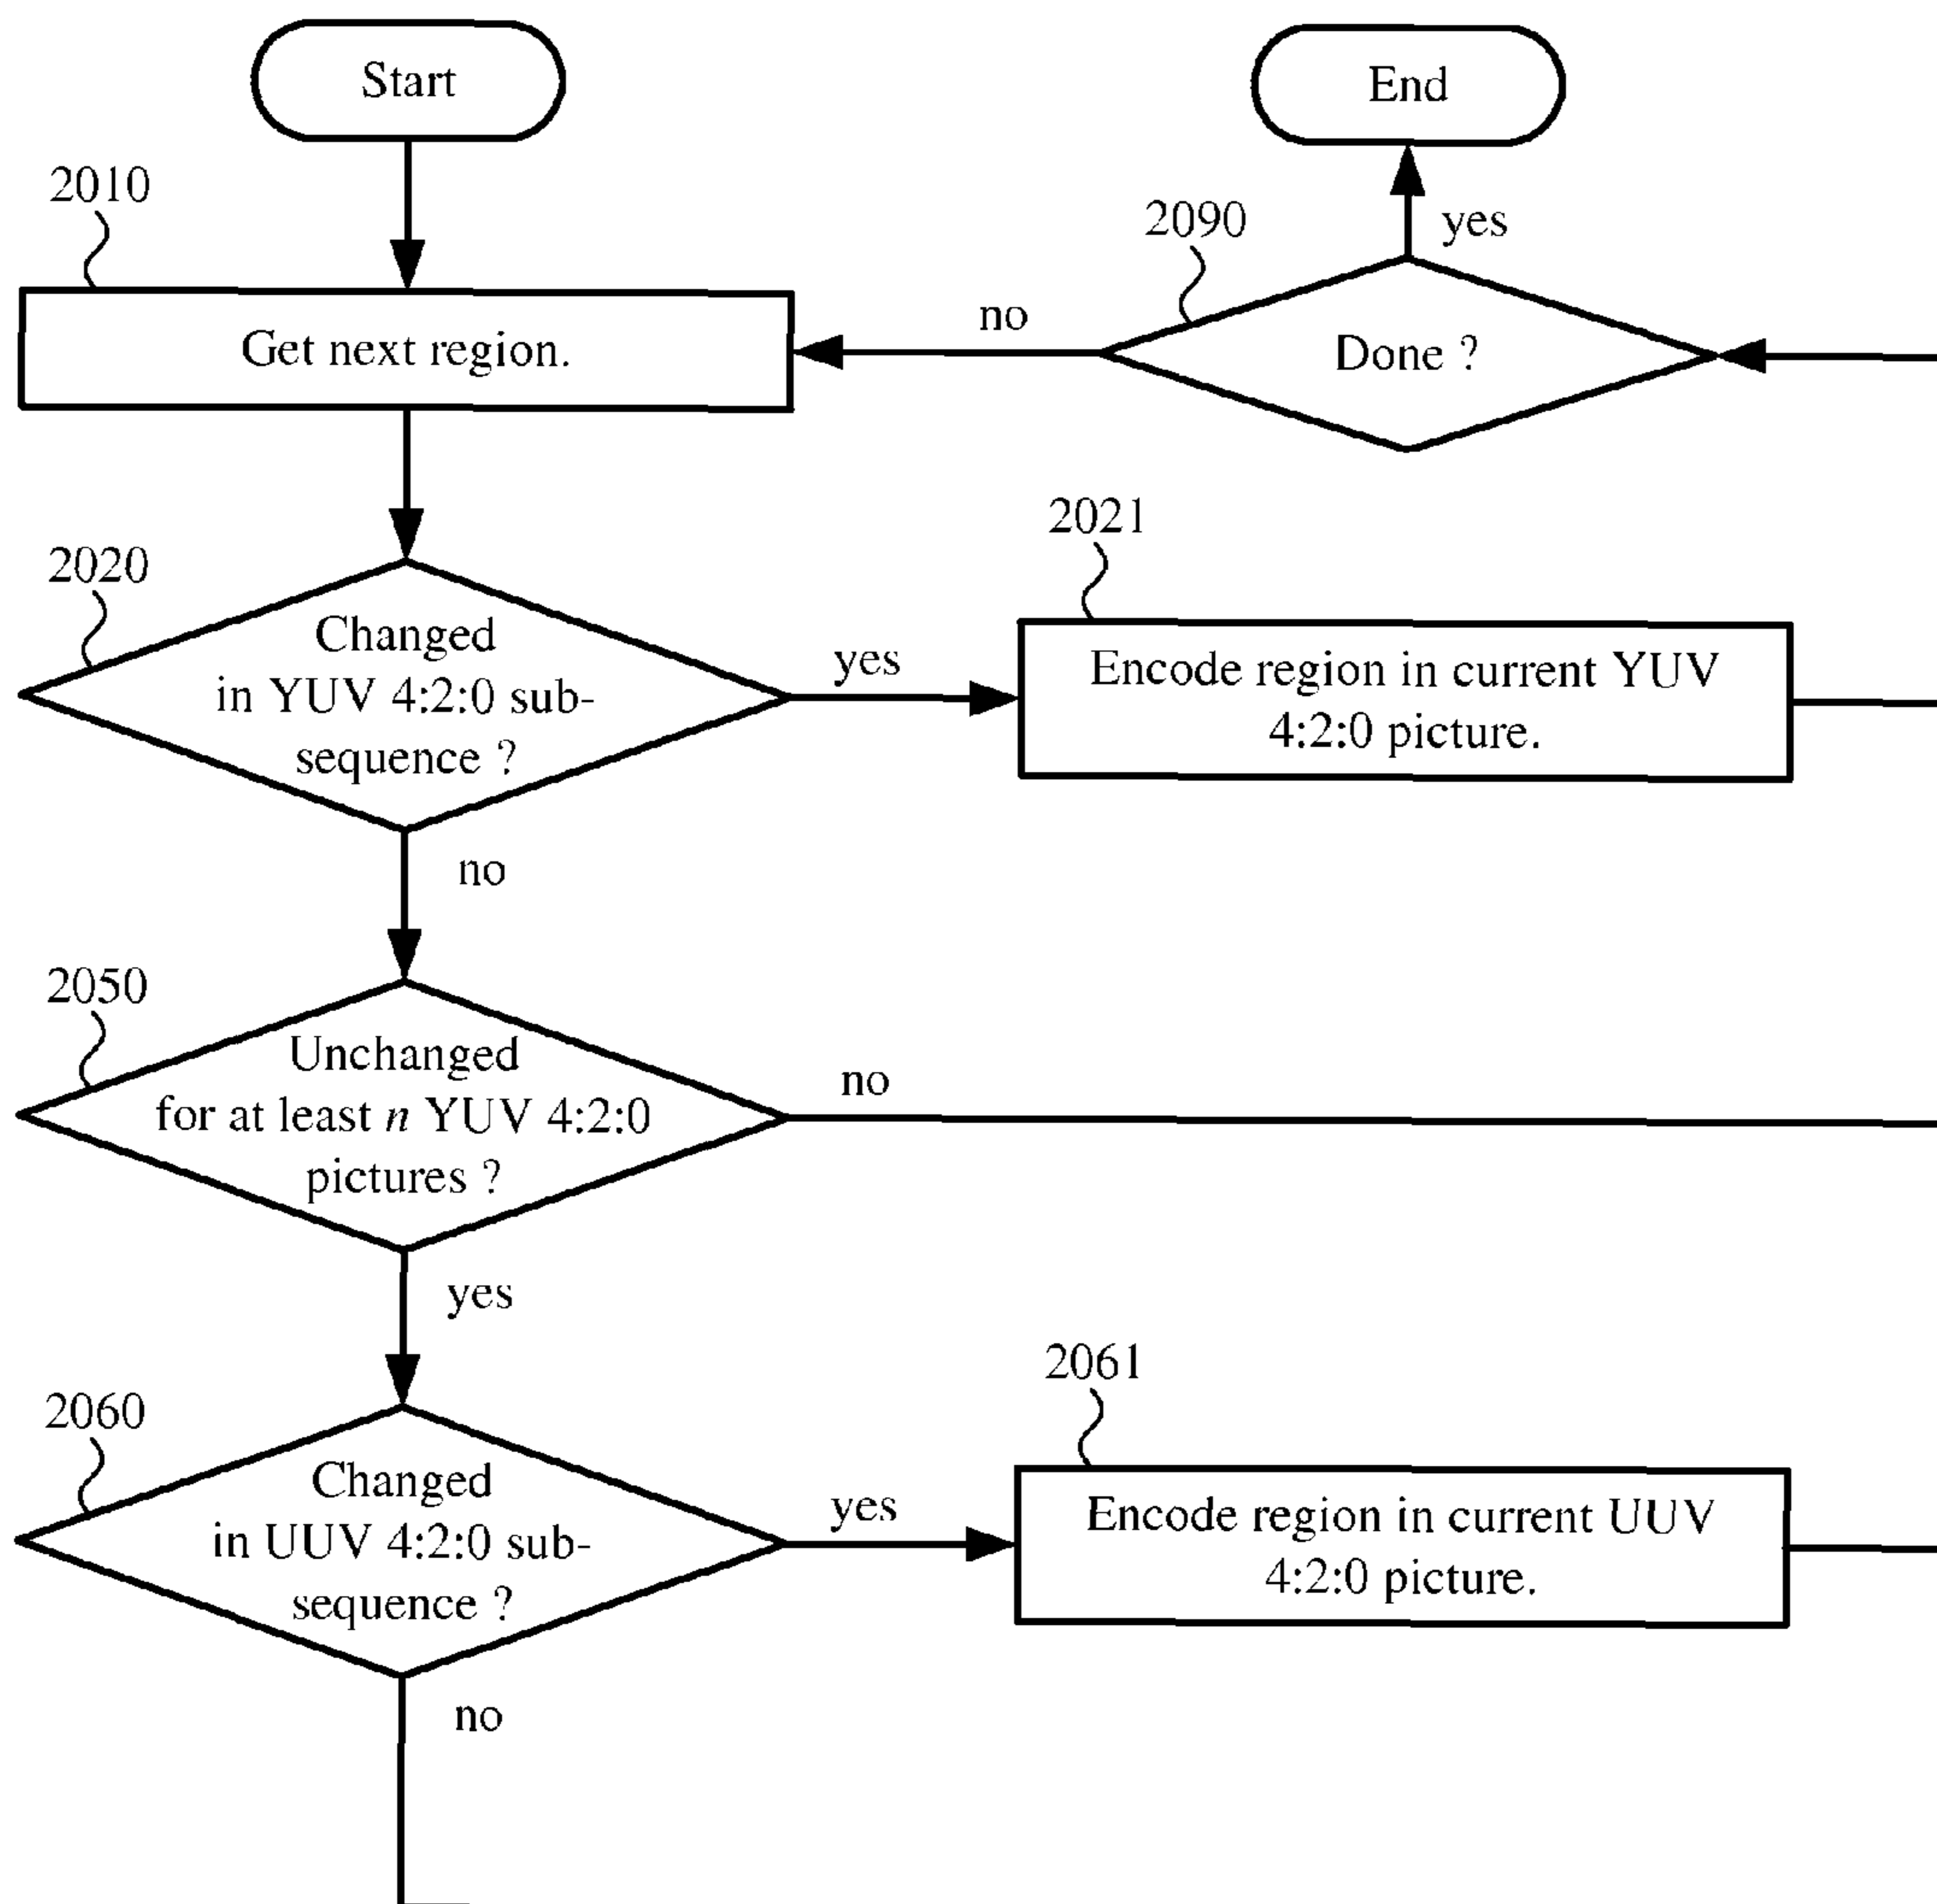 Start
End
2010
2090
yes
Get next region.
no
Done ?
2020
2021
Changed
in YUV 4:2:0 sub-
sequence ?
yes
Encode region in current YUV
4:2:0 picture.
no
2050
Unchanged
for at least n YUV 4:2:0
pictures ?
no
yes
2060
2061
Changed
in UUV 4:2:0 sub-
sequence ?
yes
Encode region in current UUV
4:2:0 picture.
no